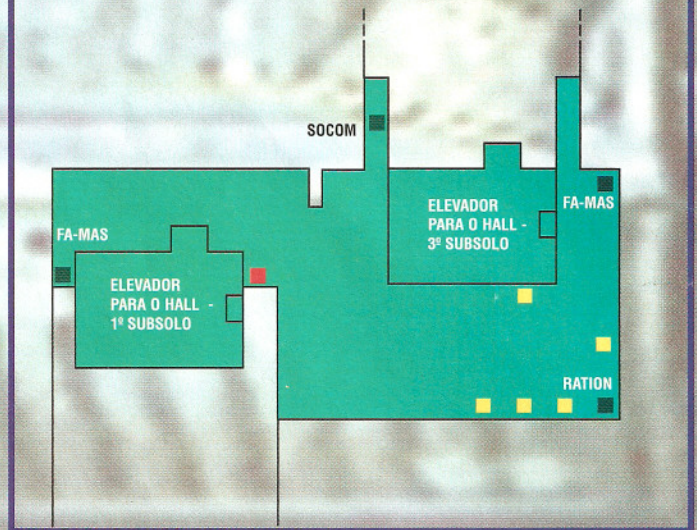 SOCOM
FA-MAS
ELEVADOR
PARA O HALL -
3º SUBSOLO
FA-MAS
ELEVADOR
PARA O HALL -
1º SUBSOLO
RATION